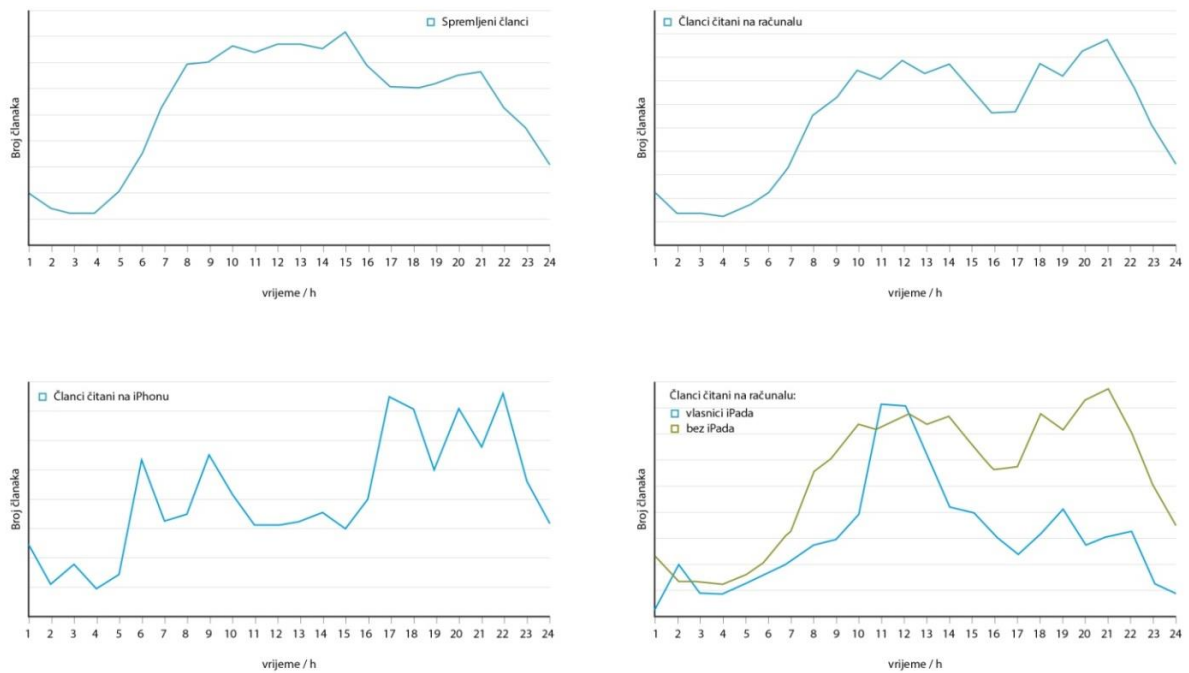 Spremljeni članci
Broj članaka
1 2 3 4 5 6 7 8 9 10 11 12 13 14 15 16 17 18 19 20 21 22 23 24
vrijeme / h
Članci čitani na računalu
Broj članaka
1 2 3 4 5 6 7 8 9 10 11 12 13 14 15 16 17 18 19 20 21 22 23 24
vrijeme / h
Članci čitani na iPhonu
Broj članaka
1 2 3 4 5 6 7 8 9 10 11 12 13 14 15 16 17 18 19 20 21 22 23 24
vrijeme / h
Članci čitani na računalu:
vlasnici iPada
bez iPada
Broj članaka
1 2 3 4 5 6 7 8 9 10 11 12 13 14 15 16 17 18 19 20 21 22 23 24
vrijeme / h